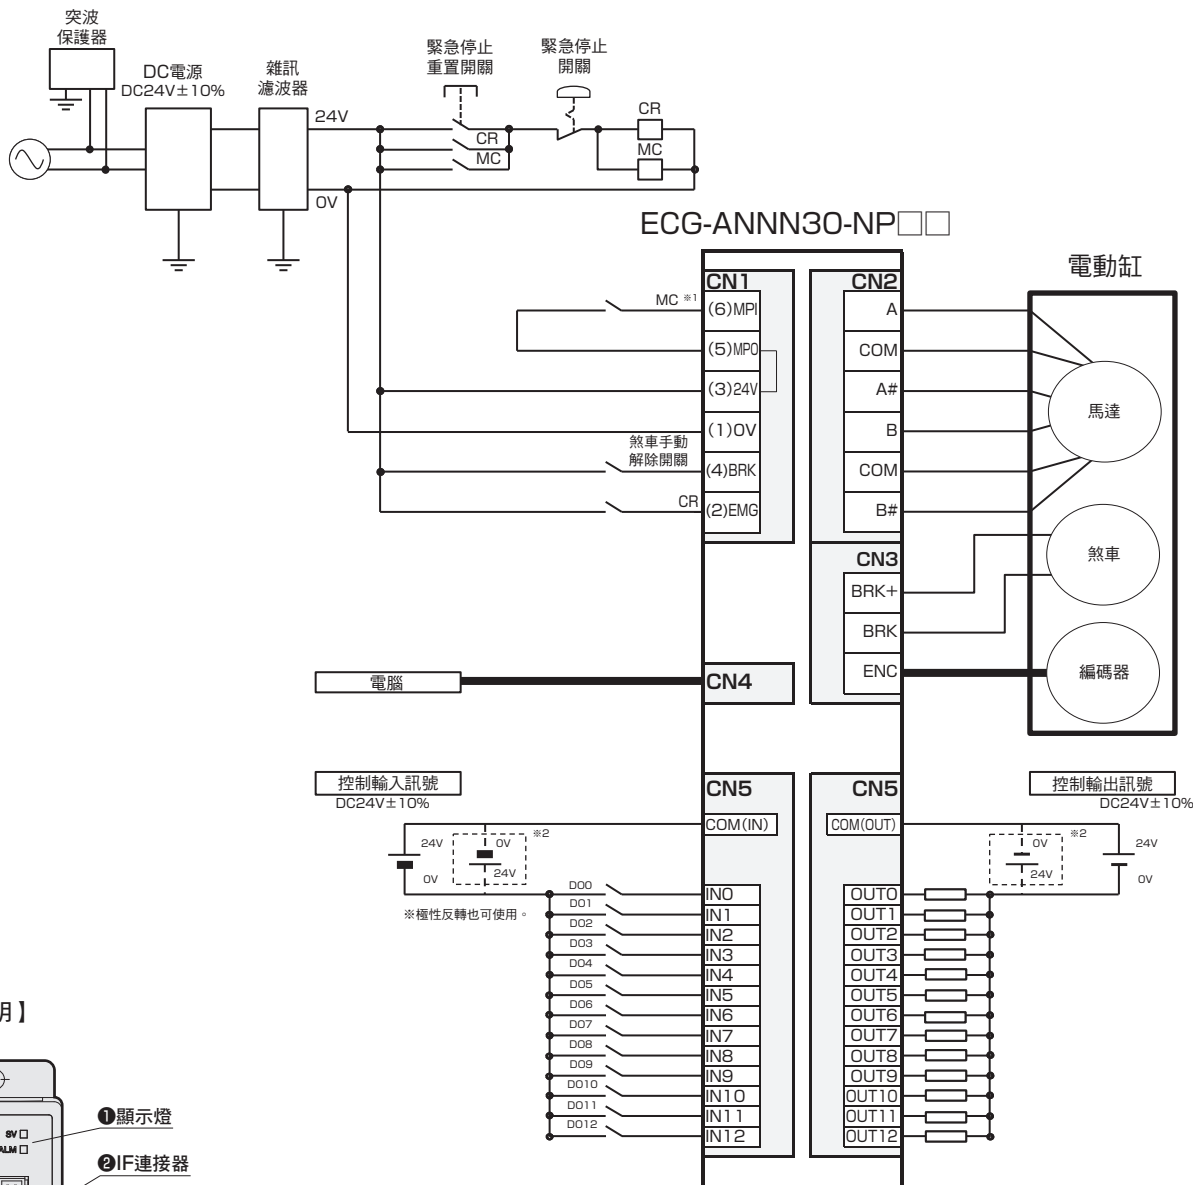 突波
保護器
DC電源
DC24V±10%
雜訊
濾波器
24V
0V
緊急停止
重置開關
緊急停止
開關
CR
MC
CR
MC
ECG-ANNN30-NP□□
電動缸
CN1
MC ※1
(6)MPI
(5)MPO
(3)24V
(1)0V
煞車手動
解除開關
(4)BRK
CR
(2)EMG
CN2
A
COM
A#
B
COM
B#
馬達
CN3
BRK+
BRK
ENC
煞車
編碼器
電腦
CN4
控制輸入訊號
DC24V±10%
CN5
COM(IN)
24V
0V
0V
24V
※2
※極性反轉也可使用。
DO0
IN0
DO1
IN1
DO2
IN2
DO3
IN3
DO4
IN4
DO5
IN5
DO6
IN6
DO7
IN7
DO8
IN8
DO9
IN9
DO10
IN10
DO11
IN11
DO12
IN12
CN5
COM(OUT)
控制輸出訊號
DC24V±10%
0V
24V
※2
24V
0V
OUT0
OUT1
OUT2
OUT3
OUT4
OUT5
OUT6
OUT7
OUT8
OUT9
OUT10
OUT11
OUT12
明】
SV
ALM
❶顯示燈
❷IF連接器